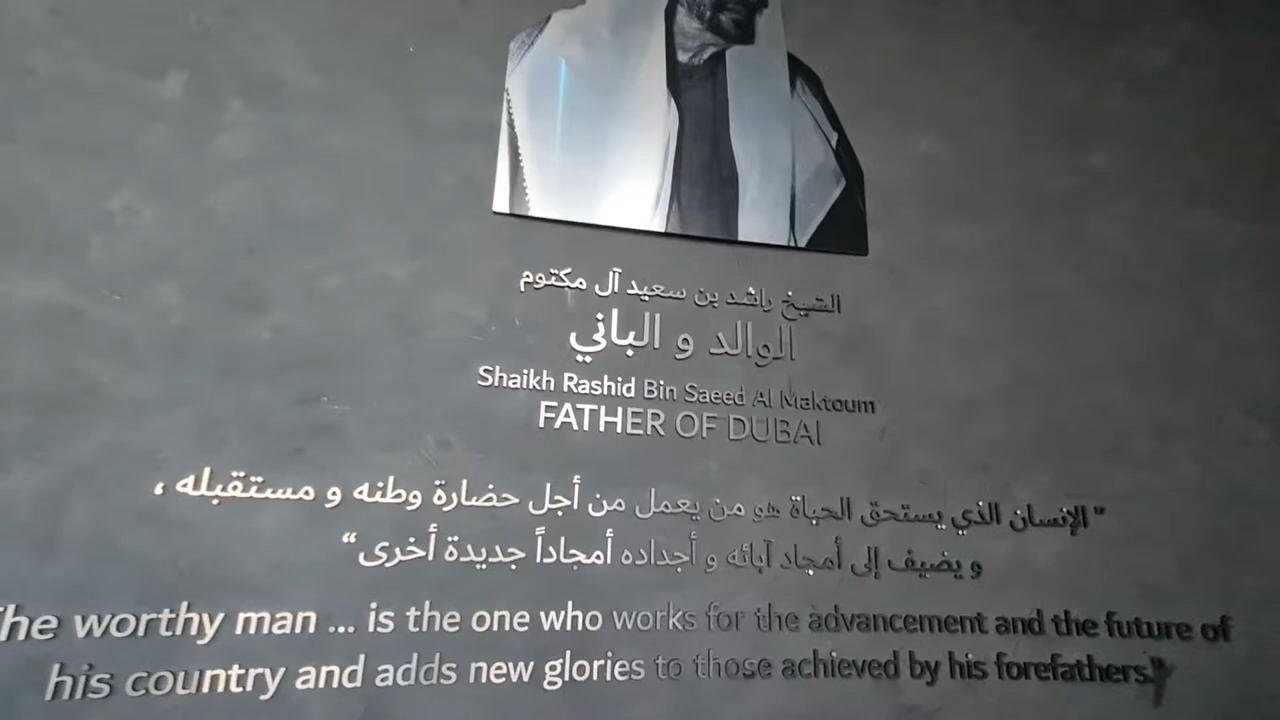 الشيخ راشد بن سعيد آل مكتوم
الوالد و الباني
Shaikh Rashid Bin Saeed Al Maktoum
FATHER OF DUBAI
"الإنسان الذي يستحق الحياة هو من يعمل من أجل حضارة وطنه و مستقبله ،
و يضيف إلى أمجاد آبائه و أجداده أمجاداً جديدة أخرى"
The worthy man ... is the one who works for the advancement and the future of
his country and adds new glories to those achieved by his forefathers."